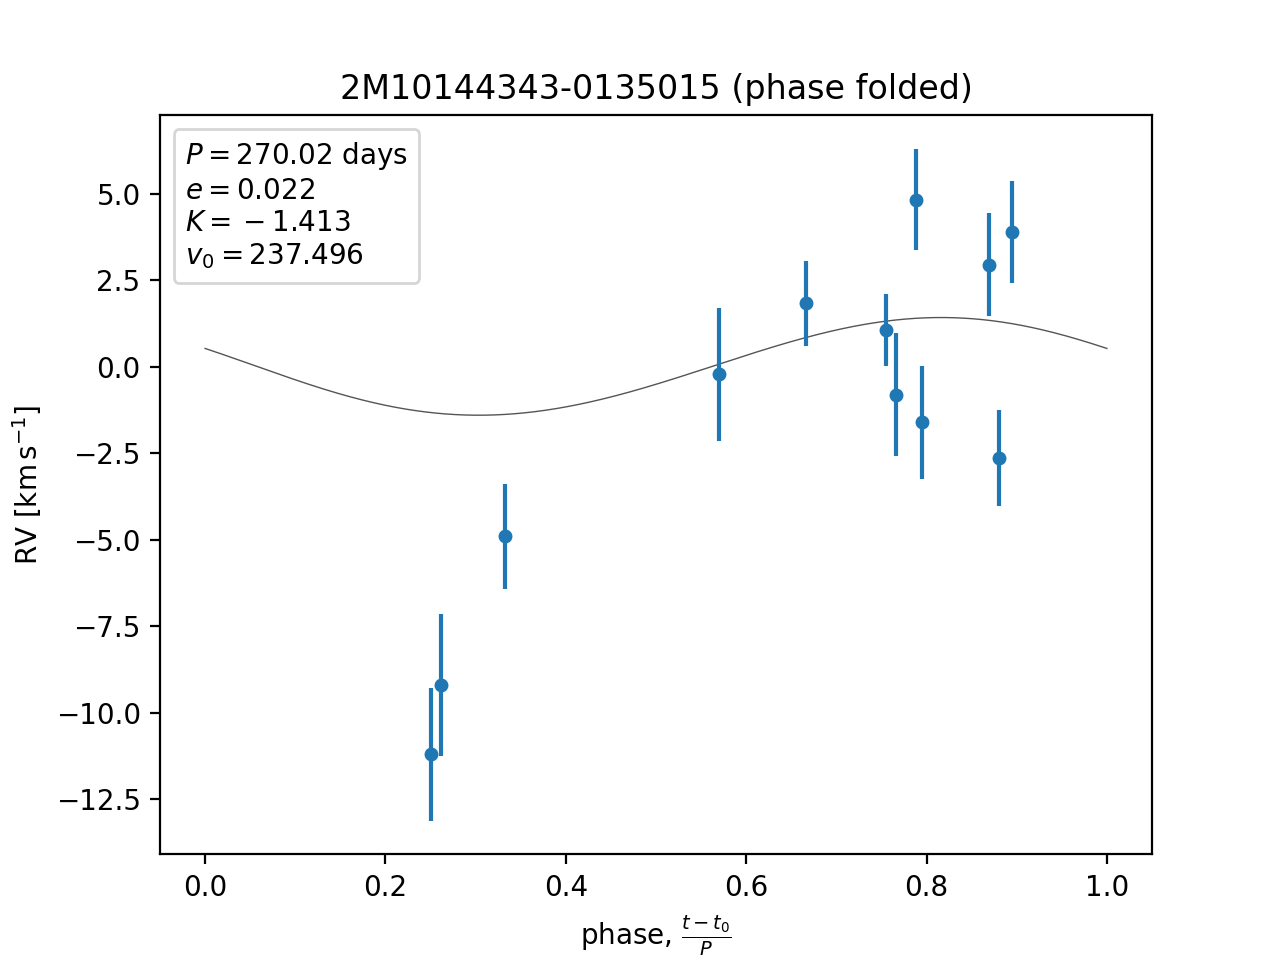 2M10144343-0135015 (phase folded)
P = 270.02 days
e = 0.022
K = −1.413
v₀ = 237.496
5.0
2.5
0.0
−2.5
−5.0
−7.5
−10.0
−12.5
RV [km s⁻¹]
0.0 0.2 0.4 0.6 0.8 1.0
phase, (t − t₀)/P